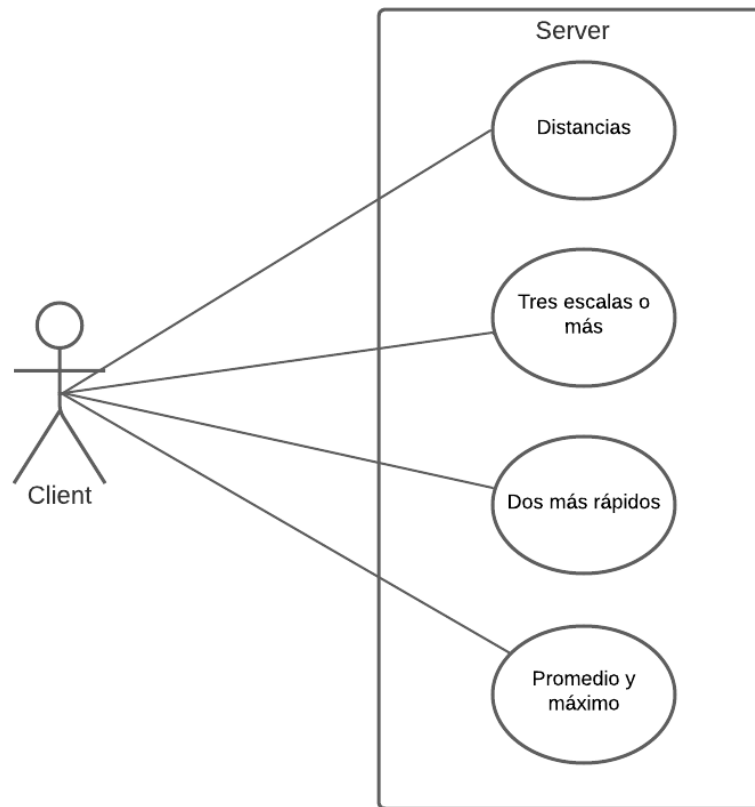 Server
Distancias
Tres escalas o
más
Client
Dos más rápidos
Promedio y
máximo